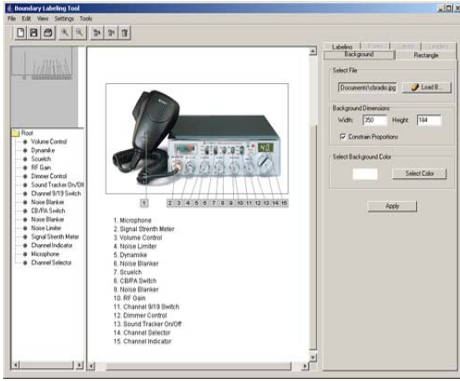 Boundary Labeling Tool
File Edit View Settings Tools
Labeling
Background Rectangle
Select File
Documents\cbradio.jpg Load B...
Background Dimensions
Width: 350 Height: 164
Constrain Proportions
Select Background Color
Select Color
Apply
Root
Volume Control
Dynamike
Scuelch
RF Gain
Dimmer Control
Sound Tracker On/Off
Channel 9/19 Switch
Noise Blanker
CB/PA Switch
Noise Blanker
Noise Limiter
Signal Strenth Meter
Channel Indicator
Microphone
Channel Selector
1 2 3 4 5 6 7 8 9 10 11 12 13 14 15
1. Microphone
2. Signal Strenth Meter
3. Volume Control
4. Noise Limiter
5. Dynamike
6. Noise Blanker
7. Scuelch
8. CB/PA Switch
9. Noise Blanker
10. RF Gain
11. Channel 9/19 Switch
12. Dimmer Control
13. Sound Tracker On/Off
14. Channel Selector
15. Channel Indicator